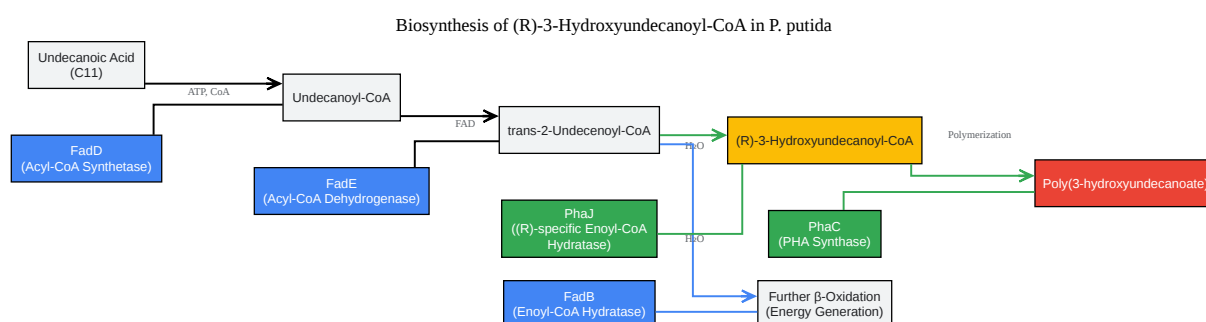 Biosynthesis of (R)-3-Hydroxyundecanoyl-CoA in P. putida
Undecanoic Acid
(C11)
ATP, CoA
Undecanoyl-CoA
FAD
trans-2-Undecenoyl-CoA
H₂O
(R)-3-Hydroxyundecanoyl-CoA
Polymerization
Poly(3-hydroxyundecanoate)
FadD
(Acyl-CoA Synthetase)
FadE
(Acyl-CoA Dehydrogenase)
PhaJ
((R)-specific Enoyl-CoA
Hydratase)
H₂O
PhaC
(PHA Synthase)
FadB
(Enoyl-CoA Hydratase)
Further β-Oxidation
(Energy Generation)